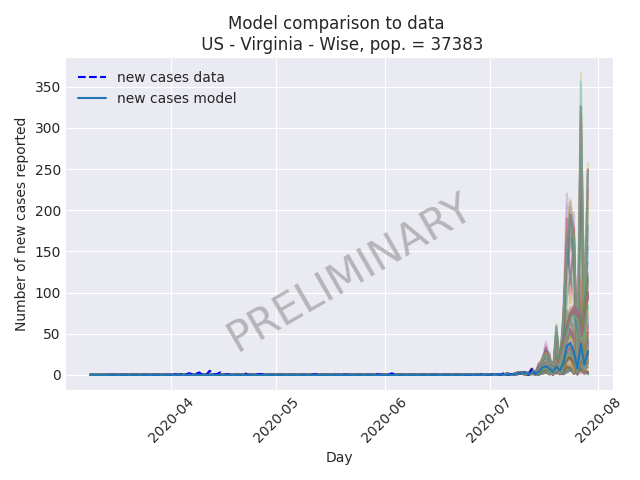 Model comparison to data
US - Virginia - Wise, pop. = 37383
new cases data
new cases model
Number of new cases reported
350
300
250
200
150
100
50
0
PRELIMINARY
2020-04
2020-05
2020-06
2020-07
2020-08
Day